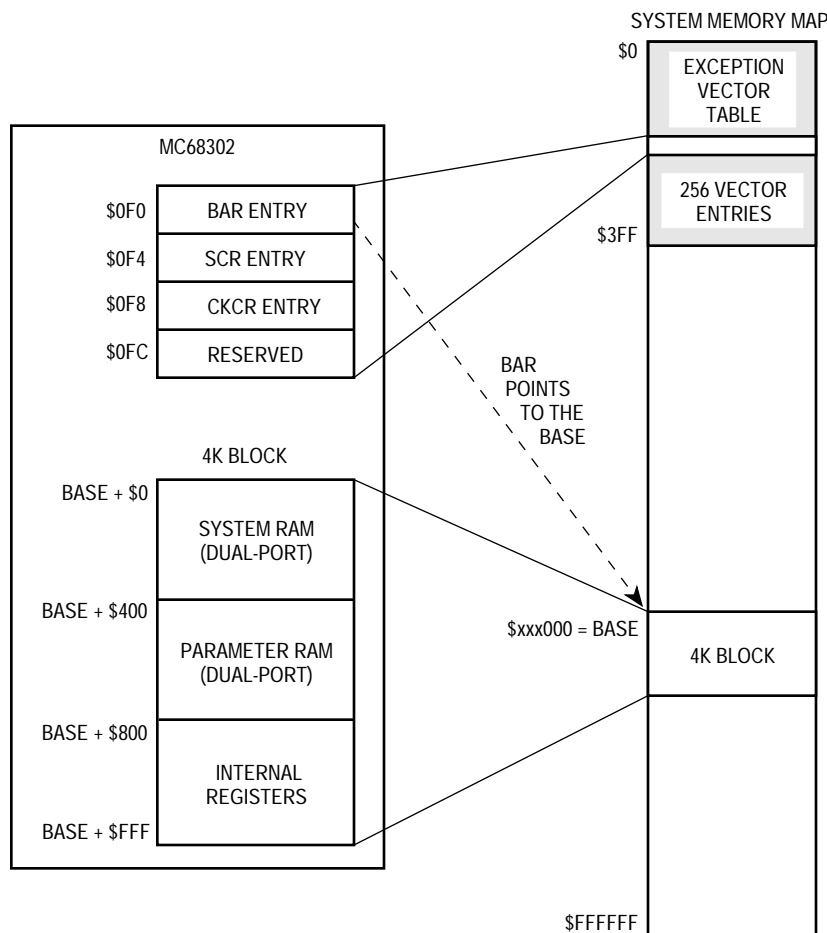 SYSTEM MEMORY MAP
$0
EXCEPTION
VECTOR
TABLE
256 VECTOR
ENTRIES
$3FF
MC68302
$0F0
BAR ENTRY
$0F4
SCR ENTRY
$0F8
CKCR ENTRY
$0FC
RESERVED
BAR
POINTS
TO THE
BASE
4K BLOCK
BASE + $0
SYSTEM RAM
(DUAL-PORT)
BASE + $400
PARAMETER RAM
(DUAL-PORT)
BASE + $800
INTERNAL
REGISTERS
BASE + $FFF
$xxx000 = BASE
4K BLOCK
$FFFFFF